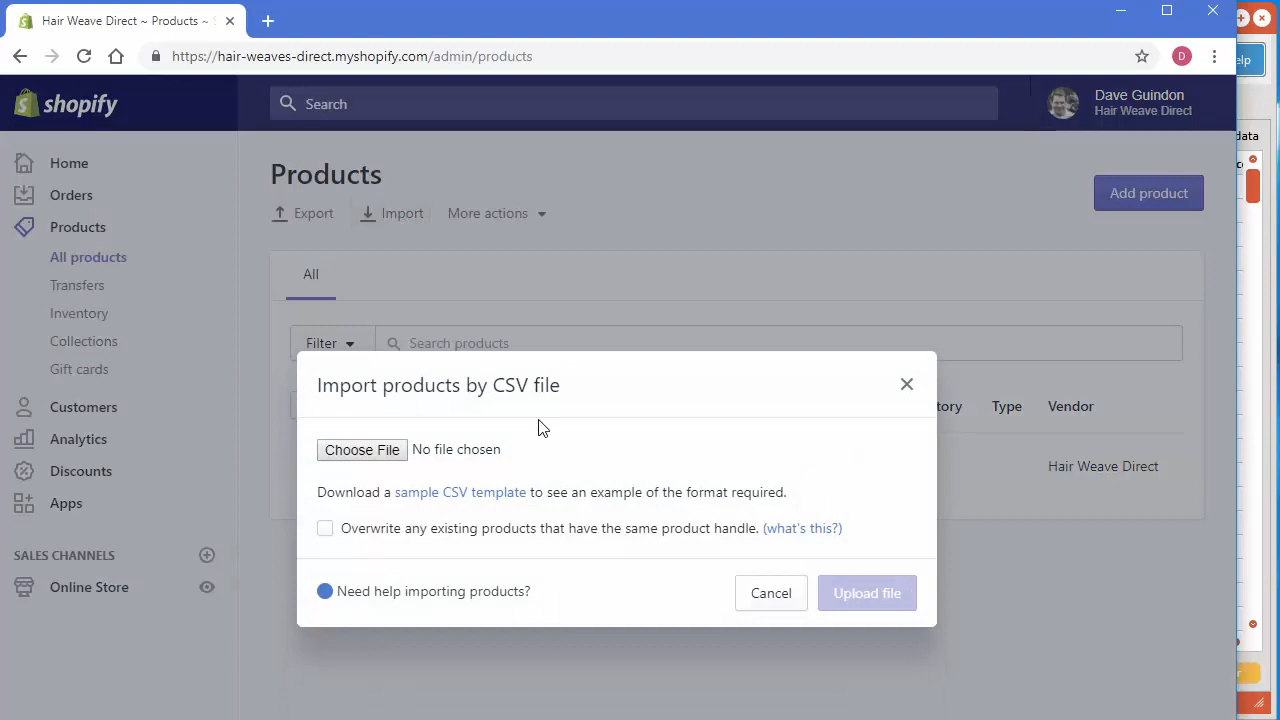 Hair Weave Direct ~ Products ~
https://hair-weaves-direct.myshopify.com/admin/products
D
shopify
Search
Dave Guindon
Hair Weave Direct
Home
Orders
Products
All products
Transfers
Inventory
Collections
Gift cards
Customers
Analytics
Discounts
Apps
SALES CHANNELS
Online Store
Products
Export
Import
More actions
Add product
All
Filter
Search products
tory
Type
Vendor
Hair Weave Direct
Import products by CSV file
Choose File No file chosen
Download a sample CSV template to see an example of the format required.
Overwrite any existing products that have the same product handle. (what's this?)
Need help importing products?
Cancel
Upload file
elp
data